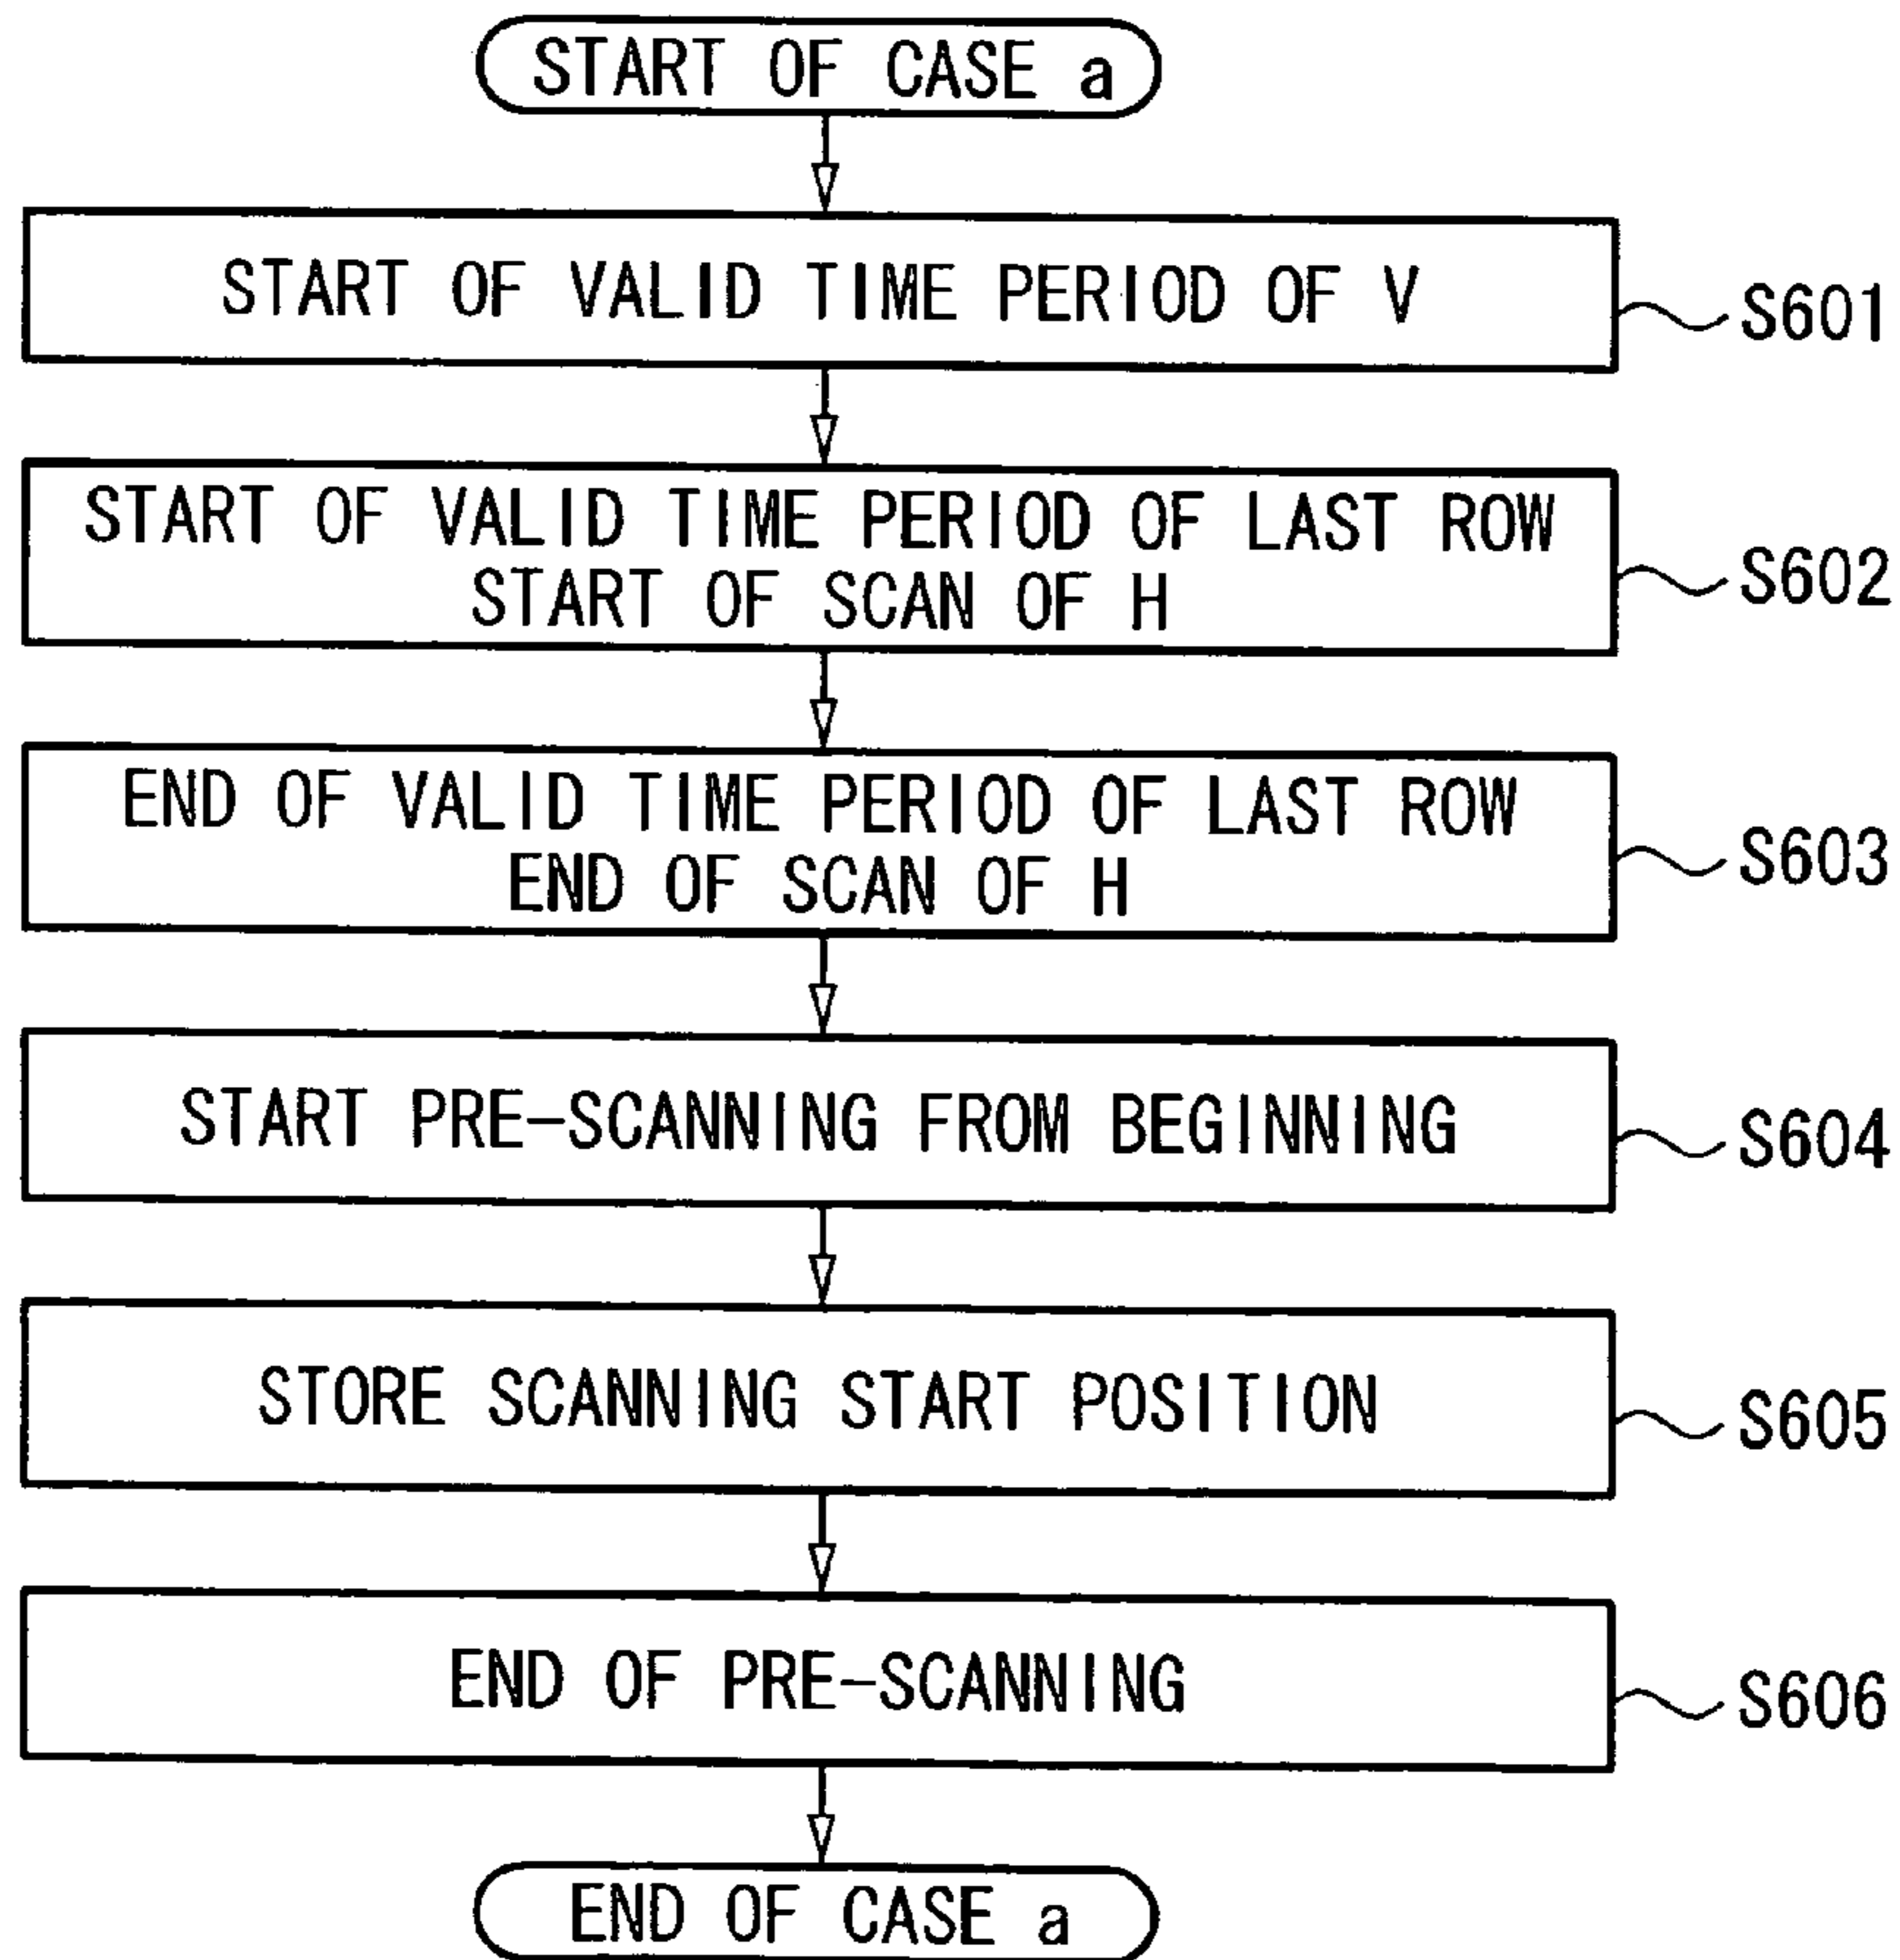 START OF CASE a
START OF VALID TIME PERIOD OF V
S601
START OF VALID TIME PERIOD OF LAST ROW
START OF SCAN OF H
S602
END OF VALID TIME PERIOD OF LAST ROW
END OF SCAN OF H
S603
START PRE-SCANNING FROM BEGINNING
S604
STORE SCANNING START POSITION
S605
END OF PRE-SCANNING
S606
END OF CASE a